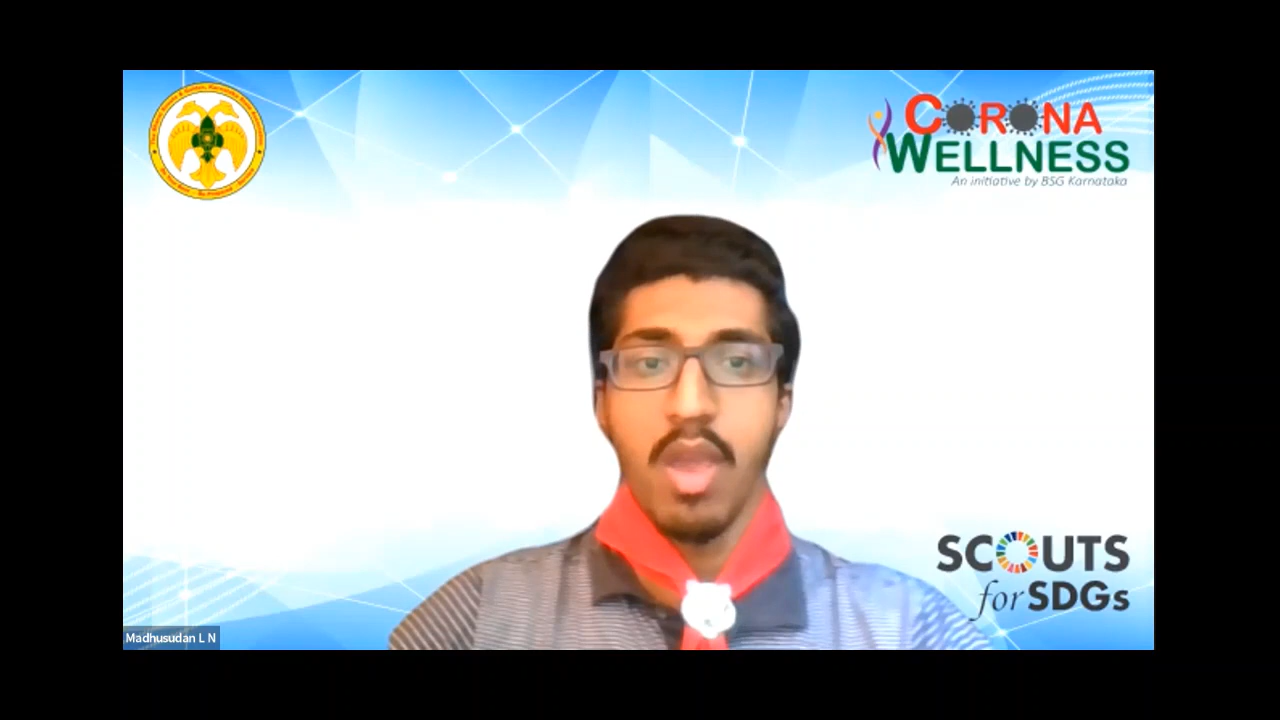 CORONA
WELLNESS
An initiative by BSG Karnataka
SCOUTS
for SDGs
Madhusudan L N